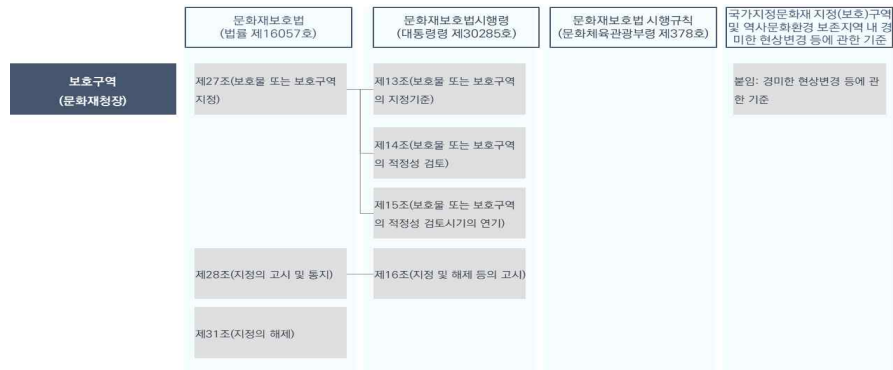 문화재보호법
(법률 제16057호)
문화재보호법시행령
(대통령령 제30285호)
문화재보호법 시행규칙
(문화체육관광부령 제378호)
국가지정문화재 지정(보호)구역
및 역사문화환경 보존지역 내 경
미한 현상변경 등에 관한 기준
보호구역
(문화재청장)
제27조(보호물 또는 보호구역
지정)
제13조(보호물 또는 보호구역
의 지정기준)
붙임: 경미한 현상변경 등에 관
한 기준
제14조(보호물 또는 보호구역
의 적정성 검토)
제15조(보호물 또는 보호구역
의 적정성 검토시기의 연기)
제28조(지정의 고시 및 통지)
제16조(지정 및 해제 등의 고시)
제31조(지정의 해제)